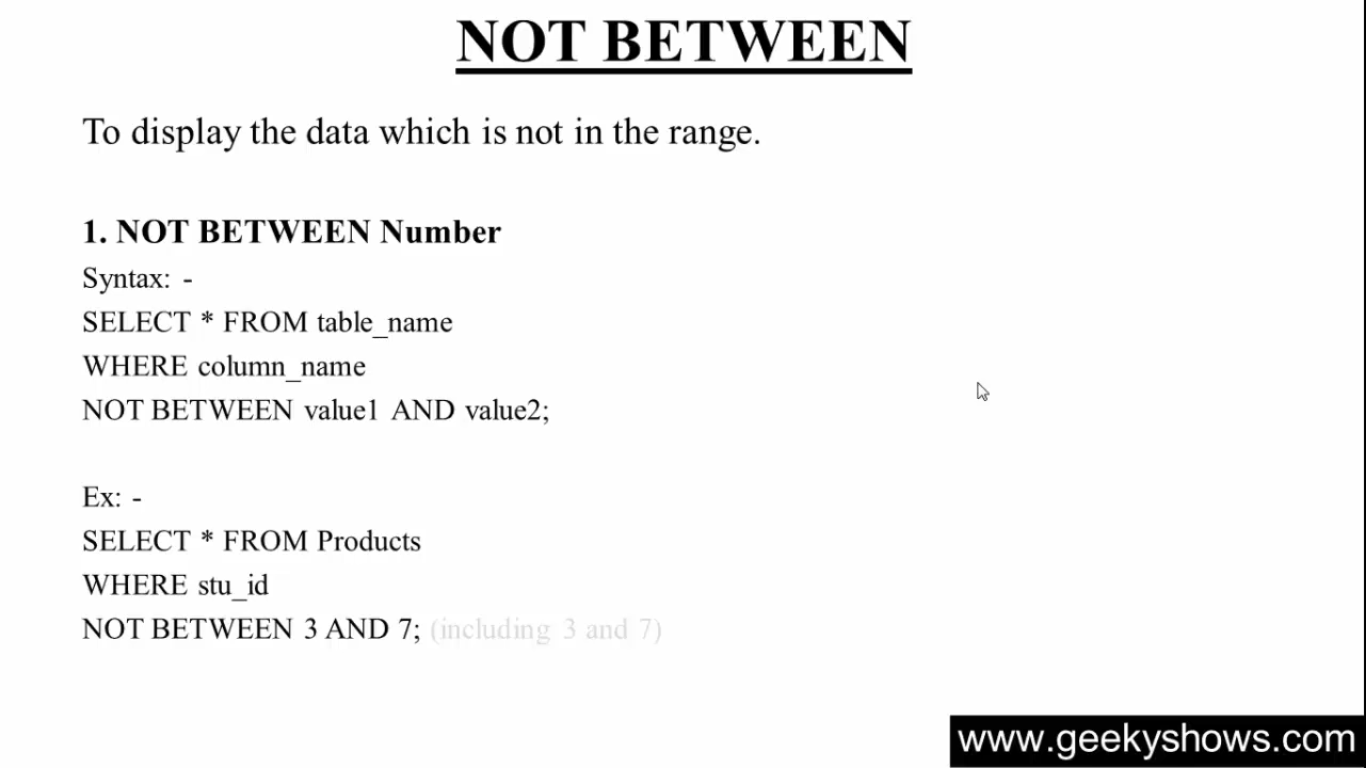 NOT BETWEEN
To display the data which is not in the range.
1. NOT BETWEEN Number
Syntax: -
SELECT * FROM table_name
WHERE column_name
NOT BETWEEN value1 AND value2;
Ex: -
SELECT * FROM Products
WHERE stu_id
NOT BETWEEN 3 AND 7; (including 3 and 7)
www.geekyshows.com